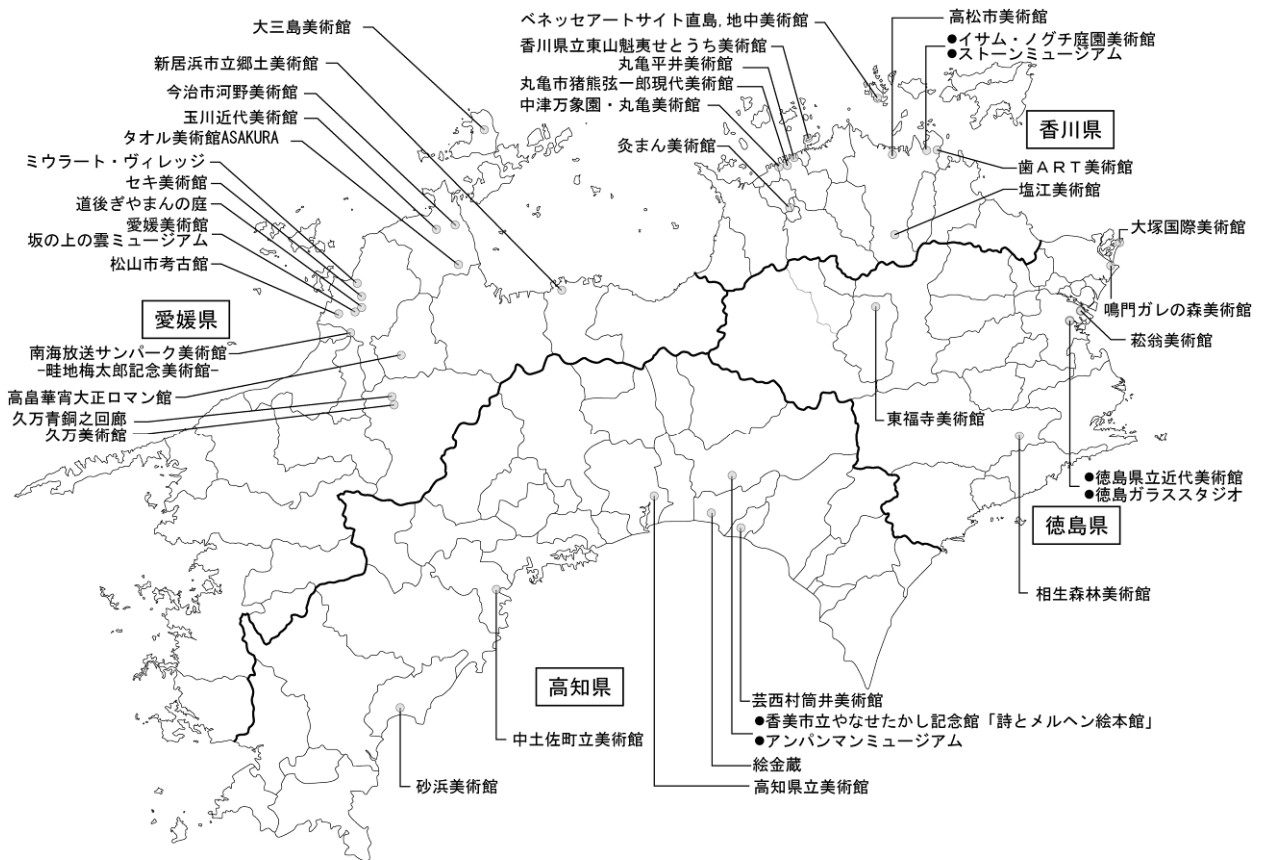 大三島美術館
新居浜市立郷土美術館
今治市河野美術館
玉川近代美術館
タオル美術館ASAKURA
ミウラート・ヴィレッジ
セキ美術館
道後ぎやまんの庭
愛媛美術館
坂の上の雲ミュージアム
松山市考古館
愛媛県
南海放送サンパーク美術館
-畦地梅太郎記念美術館-
高畠華宵大正ロマン館
久万青銅之回廊
久万美術館
ベネッセアートサイト直島,地中美術館
香川県立東山魁夷せとうち美術館
丸亀平井美術館
丸亀市猪熊弦一郎現代美術館
中津万象園・丸亀美術館
灸まん美術館
高松市美術館
●イサム・ノグチ庭園美術館
●ストーンミュージアム
香川県
歯ART美術館
塩江美術館
大塚国際美術館
鳴門ガレの森美術館
菘翁美術館
東福寺美術館
●徳島県立近代美術館
●徳島ガラススタジオ
徳島県
相生森林美術館
高知県
芸西村筒井美術館
●香美市立やなせたかし記念館「詩とメルヘン絵本館」
●アンパンマンミュージアム
絵金蔵
高知県立美術館
中土佐町立美術館
砂浜美術館